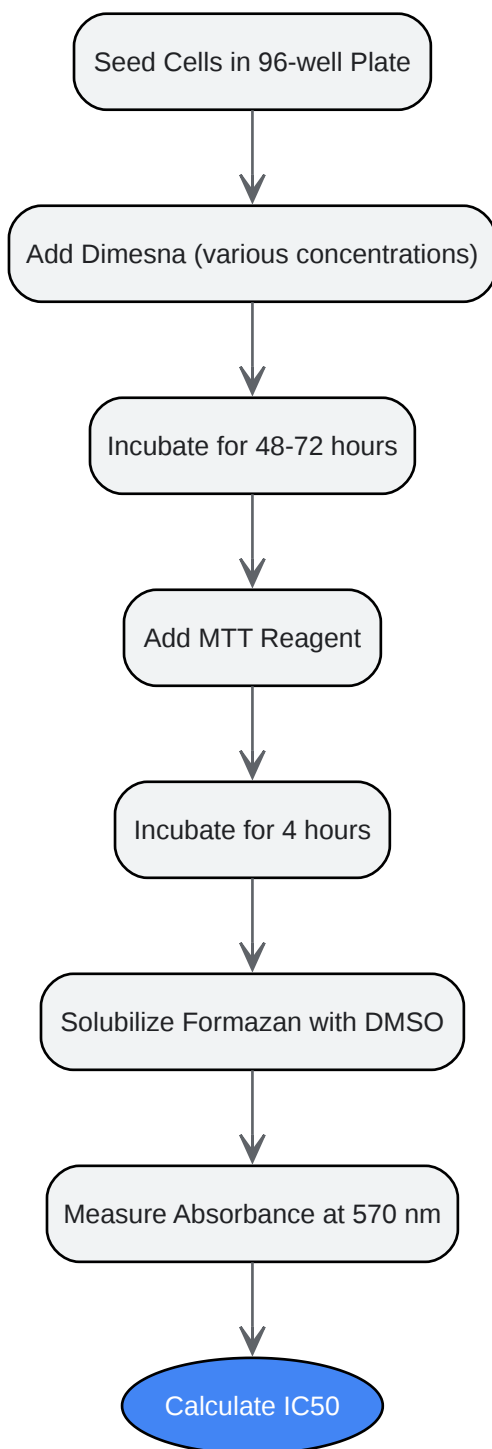 Seed Cells in 96-well Plate
Add Dimesna (various concentrations)
Incubate for 48-72 hours
Add MTT Reagent
Incubate for 4 hours
Solubilize Formazan with DMSO
Measure Absorbance at 570 nm
Calculate IC50